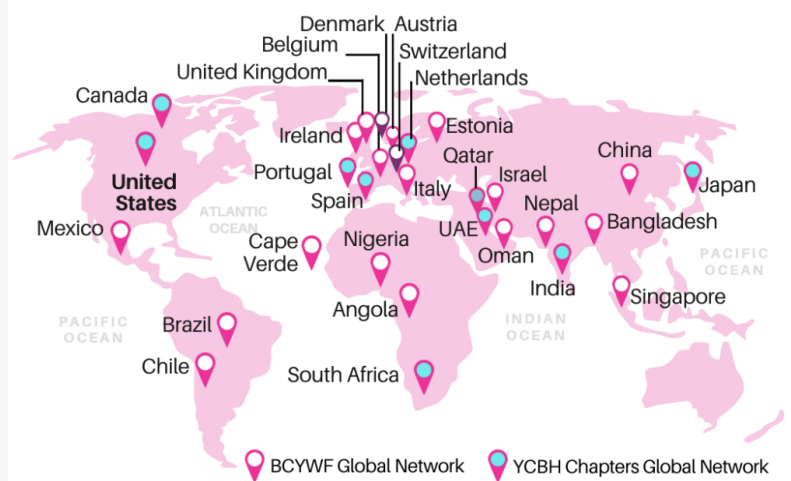 Denmark
Austria
Belgium
Switzerland
United Kingdom
Netherlands
Canada
Ireland
Estonia
Qatar
China
Portugal
Israel
United
States
Spain
Italy
Japan
Nepal
ATLANTIC
OCEAN
Mexico
UAE
Bangladesh
Cape
Verde
Nigeria
Oman
PACIFIC
OCEAN
India
Singapore
Angola
PACIFIC
OCEAN
Brazil
INDIAN
OCEAN
Chile
South Africa
BCYWF Global Network
YCBH Chapters Global Network